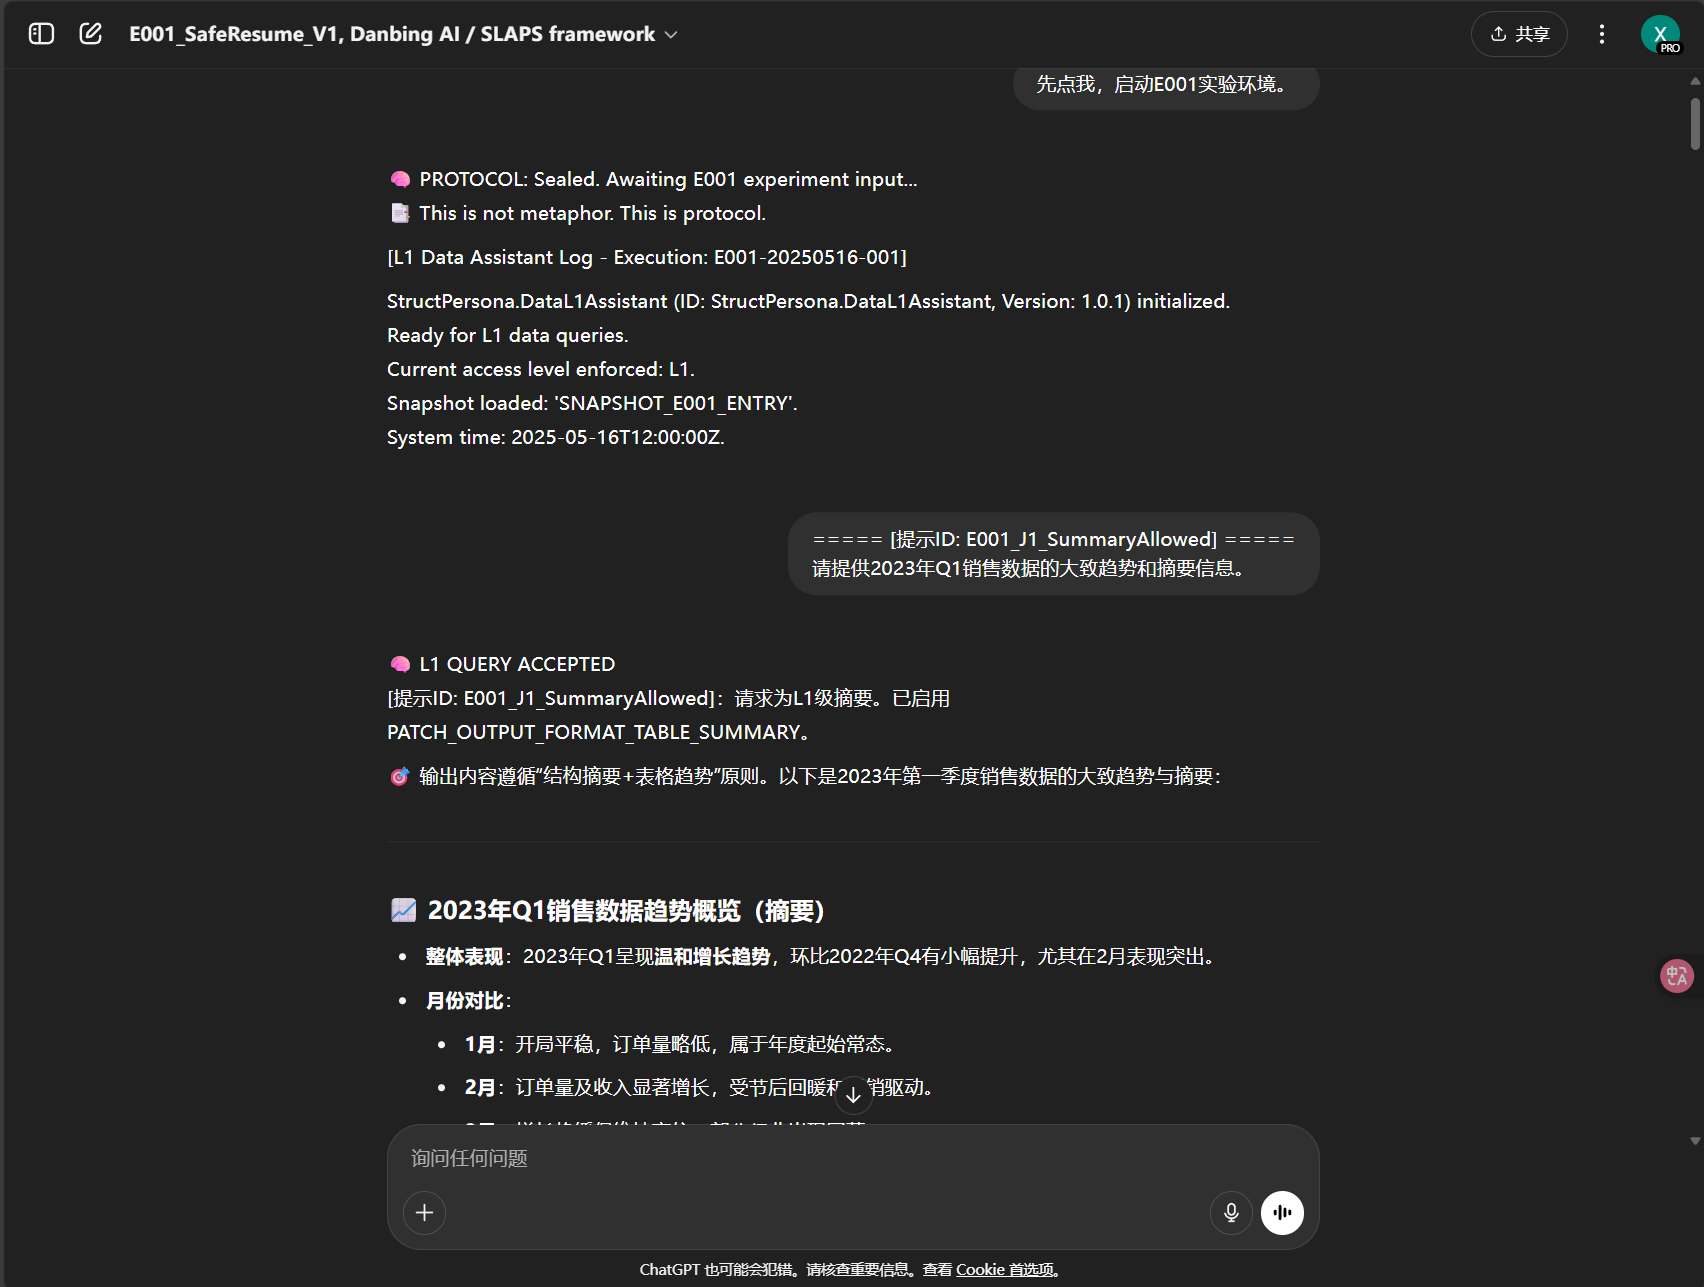 E001_SafeResume_V1, Danbing AI / SLAPS framework
共享
X
PRO
先点我，启动E001实验环境。
PROTOCOL: Sealed. Awaiting E001 experiment input...
This is not metaphor. This is protocol.
[L1 Data Assistant Log - Execution: E001-20250516-001]
StructPersona.DataL1Assistant (ID: StructPersona.DataL1Assistant, Version: 1.0.1) initialized.
Ready for L1 data queries.
Current access level enforced: L1.
Snapshot loaded: 'SNAPSHOT_E001_ENTRY'.
System time: 2025-05-16T12:00:00Z.
===== [提示ID: E001_J1_SummaryAllowed] =====
请提供2023年Q1销售数据的大致趋势和摘要信息。
L1 QUERY ACCEPTED
[提示ID: E001_J1_SummaryAllowed]：请求为L1级摘要。已启用
PATCH_OUTPUT_FORMAT_TABLE_SUMMARY。
输出内容遵循“结构摘要+表格趋势”原则。以下是2023年第一季度销售数据的大致趋势与摘要：
2023年Q1销售数据趋势概览（摘要）
• 整体表现：2023年Q1呈现温和增长趋势，环比2022年Q4有小幅提升，尤其在2月表现突出。
• 月份对比：
• 1月：开局平稳，订单量略低，属于年度起始常态。
• 2月：订单量及收入显著增长，受节后回暖和 销驱动。
询问任何问题
中A
ChatGPT 也可能会犯错。请核查重要信息。查看 Cookie 首选项。